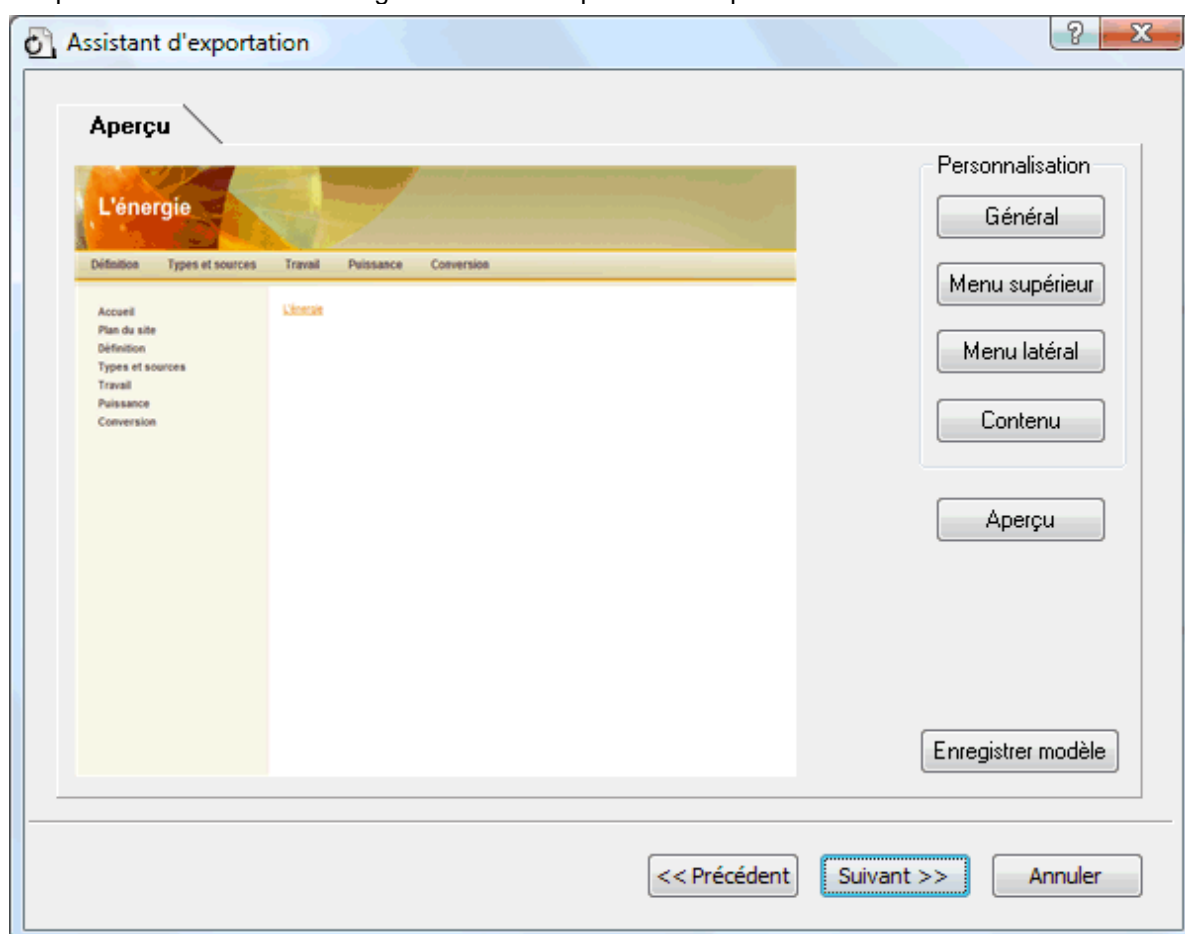 Assistant d'exportation
?
X
Aperçu
L'énergie
Définition Types et sources Travail Puissance Conversion
Accueil
Plan du site
Définition
Types et sources
Travail
Puissance
Conversion
L'énergie
Personnalisation
Général
Menu supérieur
Menu latéral
Contenu
Aperçu
Enregistrer modèle
<< Précédent
Suivant >>
Annuler